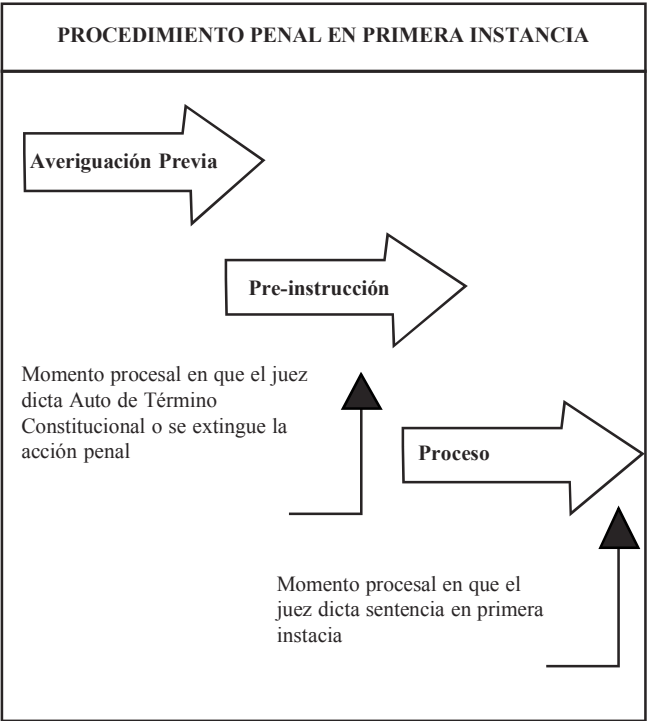 PROCEDIMIENTO PENAL EN PRIMERA INSTANCIA
Averiguación Previa
Pre-instrucción
Momento procesal en que el juez
dicta Auto de Término
Constitucional o se extingue la
acción penal
Proceso
Momento procesal en que el
juez dicta sentencia en primera
instacia